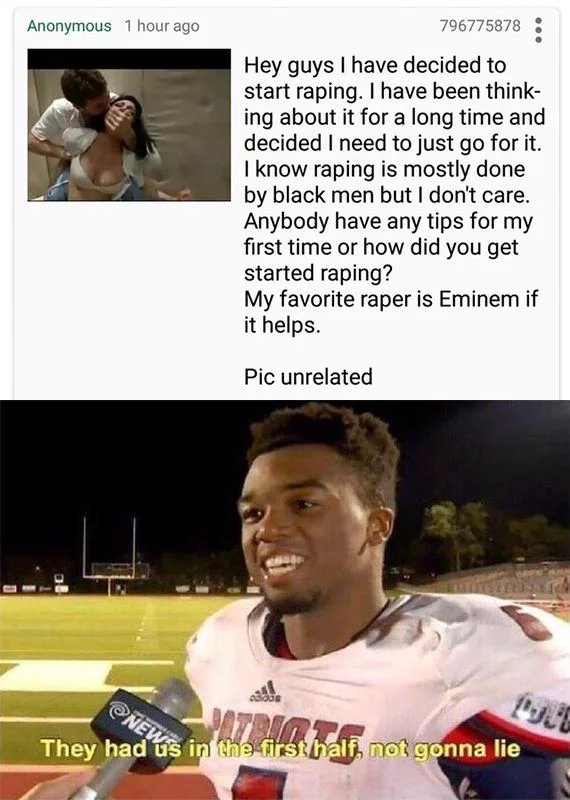 Anonymous 1 hour ago 796775878
Hey guys I have decided to
start raping. I have been think-
ing about it for a long time and
decided I need to just go for it.
I know raping is mostly done
by black men but I don't care.
Anybody have any tips for my
first time or how did you get
started raping?
My favorite raper is Eminem if
it helps.
Pic unrelated
adidas
PATRIOTS
NEWS
They had us in the first half, not gonna lie